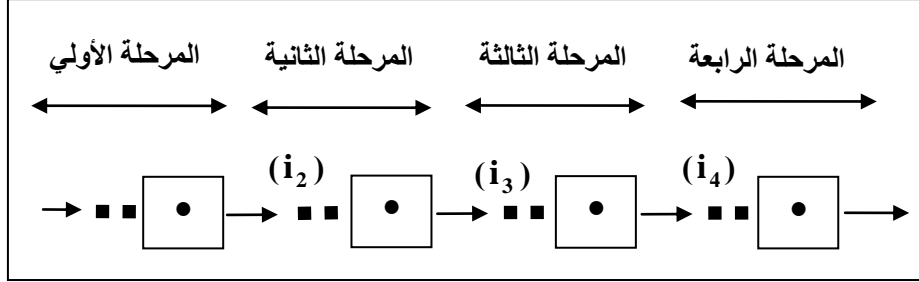 المرحلة الأولي المرحلة الثانية المرحلة الثالثة المرحلة الرابعة
(i₂) (i₃) (i₄)